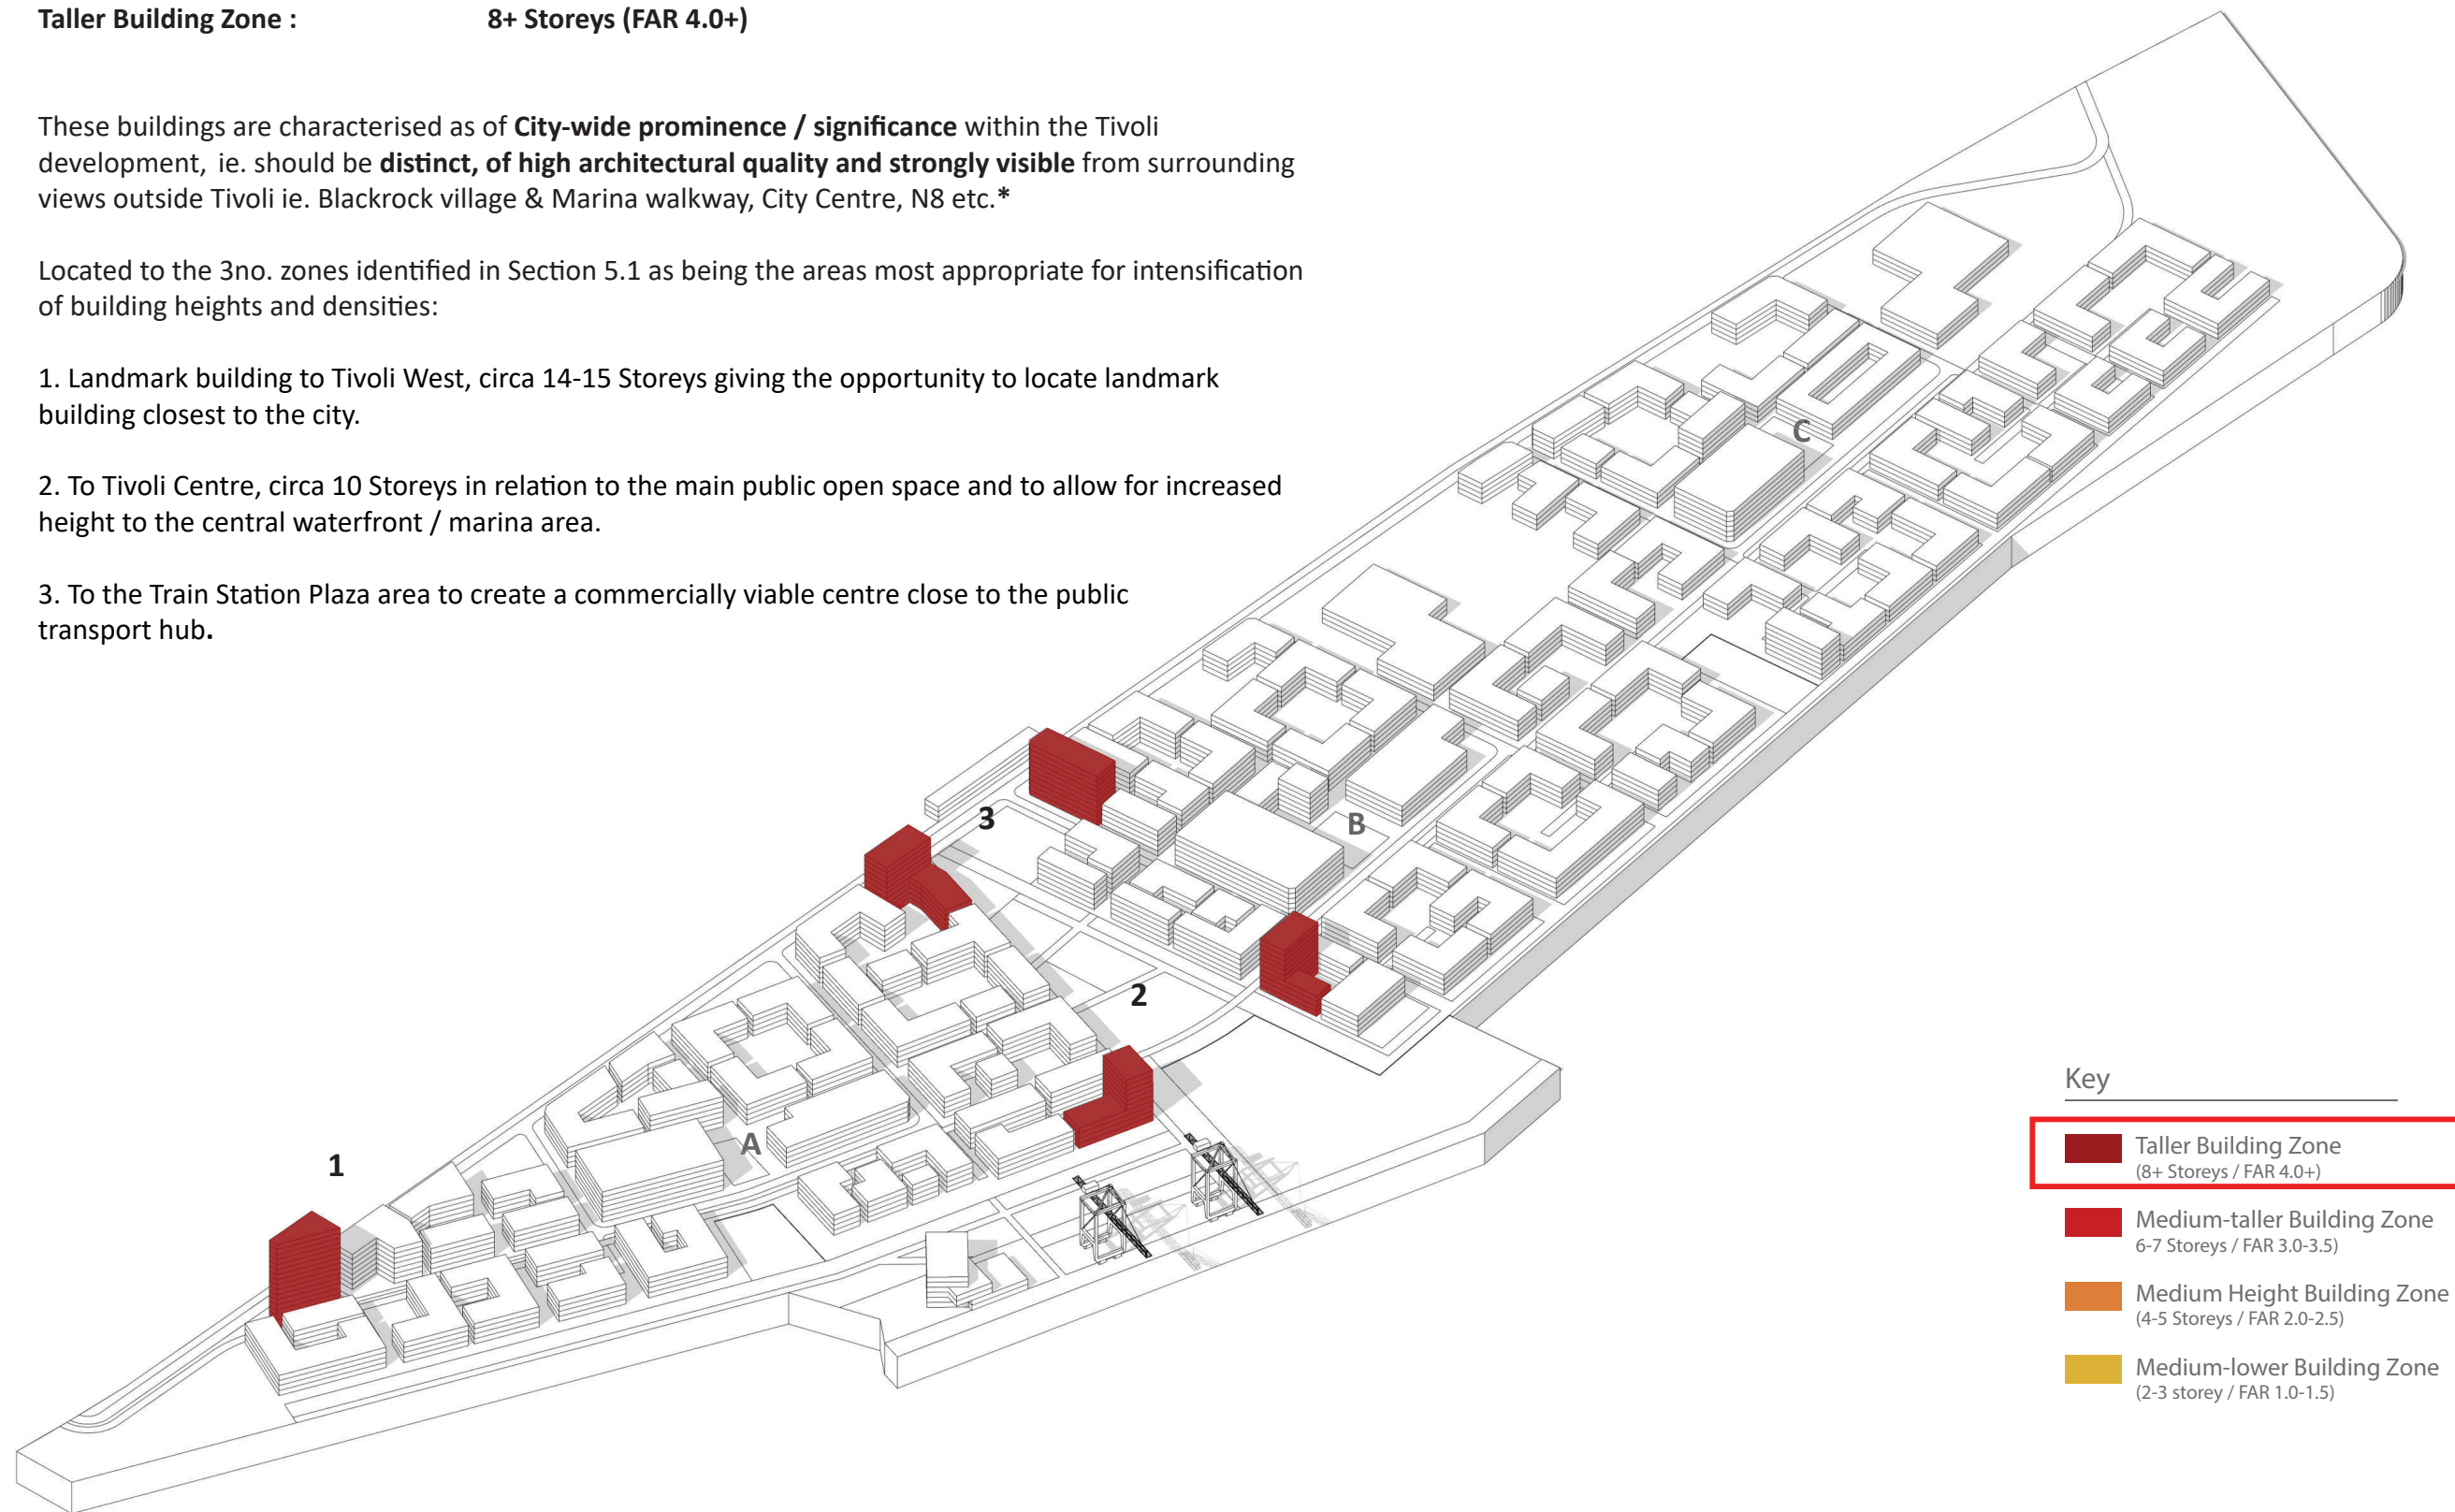 Taller Building Zone : 8+ Storeys (FAR 4.0+)
These buildings are characterised as of City-wide prominence / significance within the Tivoli
development, ie. should be distinct, of high architectural quality and strongly visible from surrounding
views outside Tivoli ie. Blackrock village & Marina walkway, City Centre, N8 etc.*
Located to the 3no. zones identified in Section 5.1 as being the areas most appropriate for intensification
of building heights and densities:
1. Landmark building to Tivoli West, circa 14-15 Storeys giving the opportunity to locate landmark
building closest to the city.
2. To Tivoli Centre, circa 10 Storeys in relation to the main public open space and to allow for increased
height to the central waterfront / marina area.
3. To the Train Station Plaza area to create a commercially viable centre close to the public
transport hub.
C
3
B
2
A
1
Key
Taller Building Zone
(8+ Storeys / FAR 4.0+)
Medium-taller Building Zone
6-7 Storeys / FAR 3.0-3.5)
Medium Height Building Zone
(4-5 Storeys / FAR 2.0-2.5)
Medium-lower Building Zone
(2-3 storey / FAR 1.0-1.5)